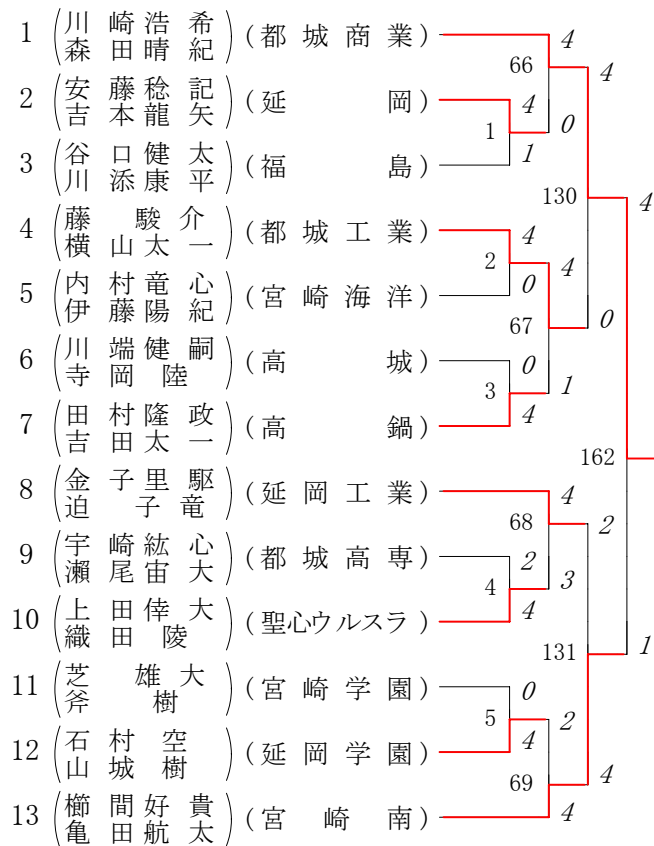 1 川崎浩希 森田晴紀 (都城商業)
2 安藤稔記 吉本龍矢 (延岡)
3 谷口健太 川添康平 (福島)
4 藤駿介 横山太一 (都城工業)
5 内村竜心 伊藤陽紀 (宮崎海洋)
6 川端健嗣 寺岡陸 (高城)
7 田村隆政 吉田太一 (高鍋)
8 金子里駆 迫子竜 (延岡工業)
9 宇崎紘心 瀬尾宙大 (都城高専)
10 上田倖大 織田陵 (聖心ウルスラ)
11 芝雄大 斧樹 (宮崎学園)
12 石村空 山城樹 (延岡学園)
13 櫛間好貴 亀田航太 (宮崎南)
4
66
4
4
1
0
1
130
4
4
2
4
0
67
0
0
3
1
4
162
4
68
2
2
4
3
4
131
1
0
5
2
4
69
4
4